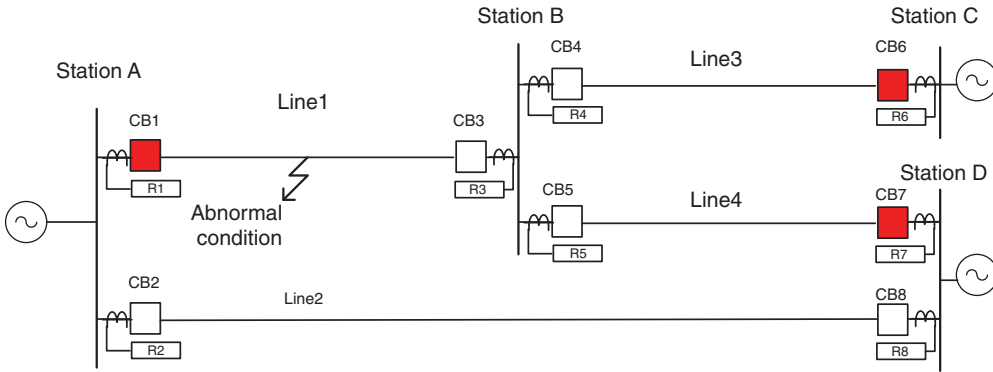 Station B
Station C
CB4
CB6
Station A
Line3
Line1
R4
R6
CB1
CB3
Station D
R1
R3
CB5
Line4
CB7
Abnormal
condition
R5
R7
CB2
Line2
CB8
R2
R8